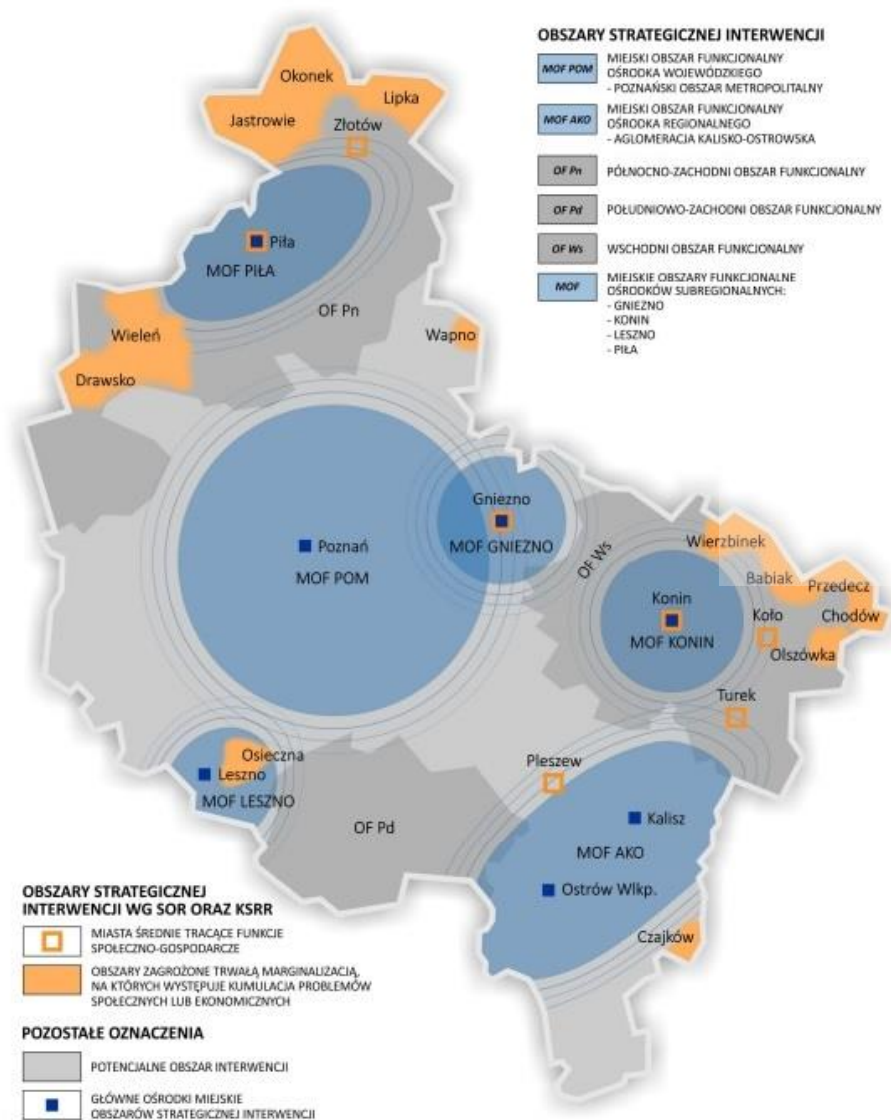 OBSZARY STRATEGICZNEJ INTERWENCJI
MOF POM
MIEJSKI OBSZAR FUNKCJONALNY
OŚRODKA WOJEWÓDZKIEGO
- POZNAŃSKI OBSZAR METROPOLITALNY
MOF AKO
MIEJSKI OBSZAR FUNKCJONALNY
OŚRODKA REGIONALNEGO
- AGLOMERACJA KALISKO-OSTROWSKA
OF Pn
PÓŁNOCNO-ZACHODNI OBSZAR FUNKCJONALNY
OF Pd
POŁUDNIOWO-ZACHODNI OBSZAR FUNKCJONALNY
OF Ws
WSCHODNI OBSZAR FUNKCJONALNY
MOF
MIEJSKIE OBSZARY FUNKCJONALNE
OŚRODKÓW SUBREGIONALNYCH:
- GNIEZNO
- KONIN
- LESZNO
- PIŁA
Okonek
Lipka
Jastrowie
Złotów
Piła
MOF PIŁA
OF Pn
Wieleń
Wapno
Drawsko
Gniezno
Poznań
MOF GNIEZNO
MOF POM
OF Ws
Wierzbinek
Babiak
Przedecz
Konin
Koło
Chodów
MOF KONIN
Olszówka
Turek
Osieczna
Pleszew
Leszno
MOF LESZNO
OF Pd
Kalisz
MOF AKO
Ostrów Wlkp.
Czajków
OBSZARY STRATEGICZNEJ
INTERWENCJI WG SOR ORAZ KSRR
MIASTA ŚREDNIE TRACĄCE FUNKCJE
SPOŁECZNO-GOSPODARCZE
OBSZARY ZAGROŻONE TRWAŁĄ MARGINALIZACJĄ,
NA KTÓRYCH WYSTĘPUJE KUMULACJA PROBLEMÓW
SPOŁECZNYCH LUB EKONOMICZNYCH
POZOSTAŁE OZNACZENIA
POTENCJALNE OBSZAR INTERWENCJI
GŁÓWNE OŚRODKI MIEJSKIE
OBSZARÓW STRATEGICZNEJ INTERWENCJI